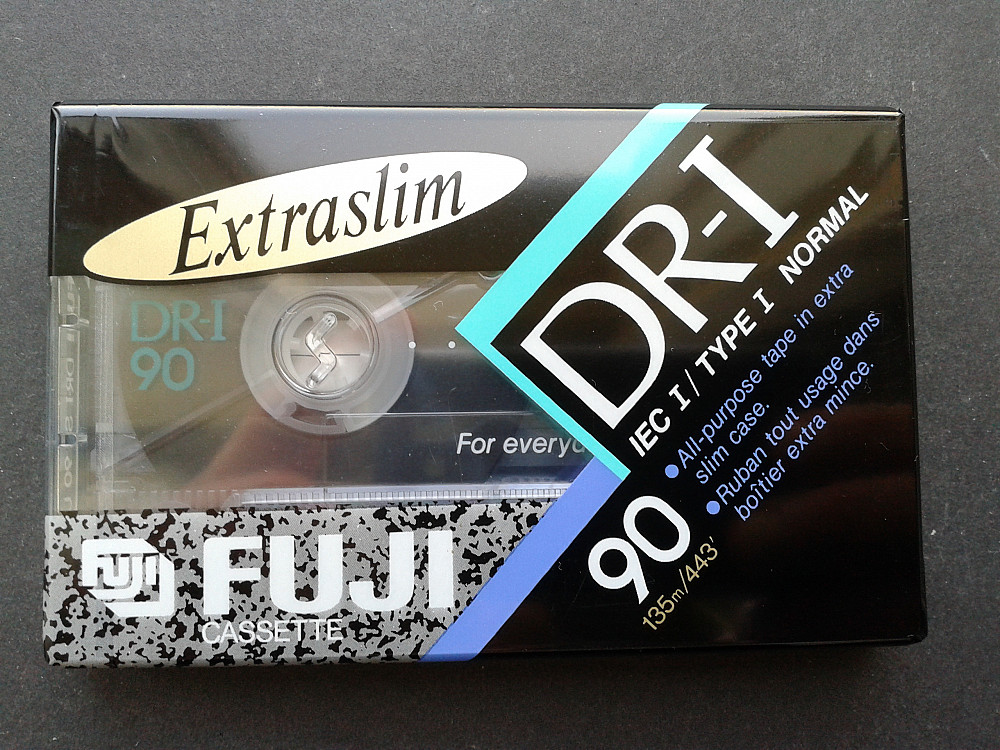 Extraslim
DR-I
90
For everyd
FUJI
FUJI
CASSETTE
DR-I
IEC I/TYPE I NORMAL
•All-purpose tape in extra
slim case.
•Ruban tout usage dans
boîtier extra mince.
90
135m/443'